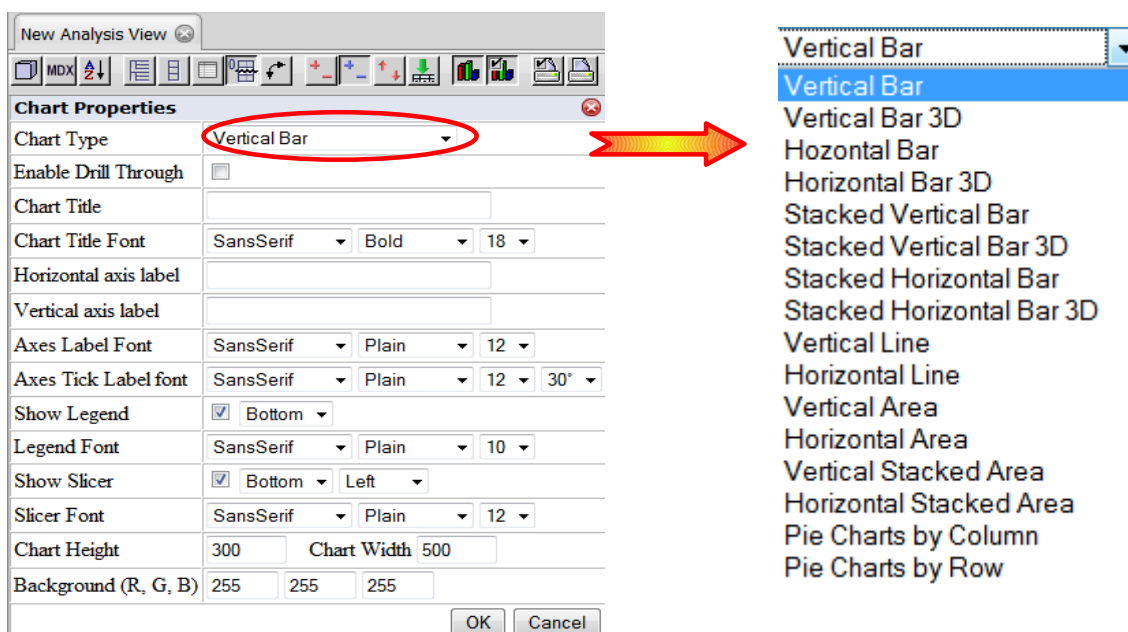 New Analysis View
MDX A Z
Chart Properties
Chart Type Vertical Bar
Enable Drill Through
Chart Title
Chart Title Font SansSerif Bold 18
Horizontal axis label
Vertical axis label
Axes Label Font SansSerif Plain 12
Axes Tick Label font SansSerif Plain 12 30°
Show Legend Bottom
Legend Font SansSerif Plain 10
Show Slicer Bottom Left
Slicer Font SansSerif Plain 12
Chart Height 300 Chart Width 500
Background (R, G, B) 255 255 255
OK Cancel
Vertical Bar
Vertical Bar
Vertical Bar 3D
Hozontal Bar
Horizontal Bar 3D
Stacked Vertical Bar
Stacked Vertical Bar 3D
Stacked Horizontal Bar
Stacked Horizontal Bar 3D
Vertical Line
Horizontal Line
Vertical Area
Horizontal Area
Vertical Stacked Area
Horizontal Stacked Area
Pie Charts by Column
Pie Charts by Row